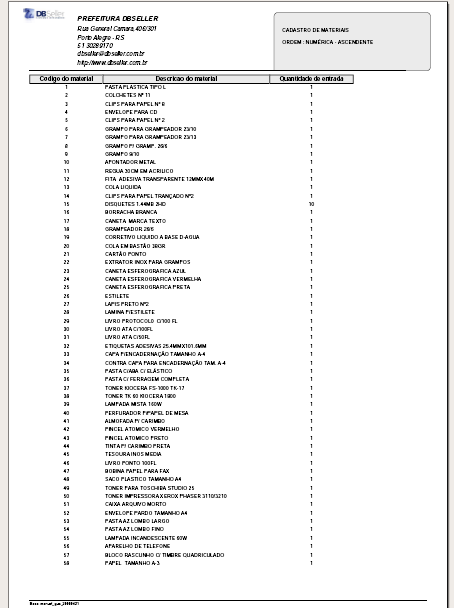 DBSeller
PREFEITURA DBSELLER
Rua General Camara, 406/301
Porto Alegre - RS
51 30289170
dbseller@dbseller.com.br
http://www.dbseller.com.br
CADASTRO DE MATERIAIS
ORDEM : NUMÉRICA - ASCENDENTE
Codigo do material Descricao do material Quantidade de entrada
1 PASTA PLASTICA TIPO L 1
2 COLCHETES Nº 11 1
3 CLIPS PARA PAPEL Nº 8 1
4 ENVELOPE PARA CD 1
5 CLIPS PARA PAPEL Nº 2 1
6 GRAMPO PARA GRAMPEADOR 23/10 1
7 GRAMPO PARA GRAMPEADOR 23/13 1
8 GRAMPO P/ GRAMP. 26/6 1
9 GRAMPO 9/10 1
10 APONTADOR METAL 1
11 REGUA 30CM EM ACRILICO 1
12 FITA ADESIVA TRANSPARENTE 12MMX40M 1
13 COLA LIQUIDA 1
14 CLIPS PARA PAPEL TRANÇADO Nº2 1
15 DISQUETES 1.44MB 2HD 10
16 BORRACHA BRANCA 1
17 CANETA MARCA TEXTO 1
18 GRAMPEADOR 26/6 1
19 CORRETIVO LIQUIDO A BASE D-AGUA 1
20 COLA EM BASTÃO 38GR 1
21 CARTÃO PONTO 1
22 EXTRATOR INOX PARA GRAMPOS 1
23 CANETA ESFEROGRAFICA AZUL 1
24 CANETA ESFEROGRAFICA VERMELHA 1
25 CANETA ESFEROGRAFICA PRETA 1
26 ESTILETE 1
27 LAPIS PRETO Nº2 1
28 LAMINA P/ESTILETE 1
29 LIVRO PROTOCOLO C/100 FL 1
30 LIVRO ATA C/100FL 1
31 LIVRO ATA C/50FL 1
32 ETIQUETAS ADESIVAS 25.4MMX101.6MM 1
33 CAPA P/ENCADERNAÇÃO TAMANHO A-4 1
34 CONTRA CAPA PARA ENCADERNAÇÃO TAM. A-4 1
35 PASTA C/ABA C/ ELÁSTICO 1
36 PASTA C/ FERRAGEM COMPLETA 1
37 TONER KIOCERA FS-1000 TK-17 1
38 TONER TK 60 KIOCERA 1800 1
39 LAMPADA MISTA 160W 1
40 PERFURADOR P/PAPEL DE MESA 1
41 ALMOFADA P/ CARIMBO 1
42 PINCEL ATOMICO VERMELHO 1
43 PINCEL ATOMICO PRETO 1
44 TINTA P/ CARIMBO PRETA 1
45 TESOURA INOS MEDIA 1
46 LIVRO PONTO 100FL 1
47 BOBINA PAPEL PARA FAX 1
48 SACO PLASTICO TAMANHO A4 1
49 TONER PARA TOSCHIBA STUDIO 25 1
50 TONER IMPRESSORA XEROX PHASER 3110/3210 1
51 CAIXA ARQUIVO MORTO 1
52 ENVELOPE PARDO TAMANHO A4 1
53 PASTA AZ LOMBO LARGO 1
54 PASTA AZ LOMBO FINO 1
55 LAMPADA INCANDESCENTE 60W 1
56 APARELHO DE TELEFONE 1
57 BLOCO RASCUNHO C/ TIMBRE QUADRICULADO 1
58 PAPEL TAMANHO A-3 1